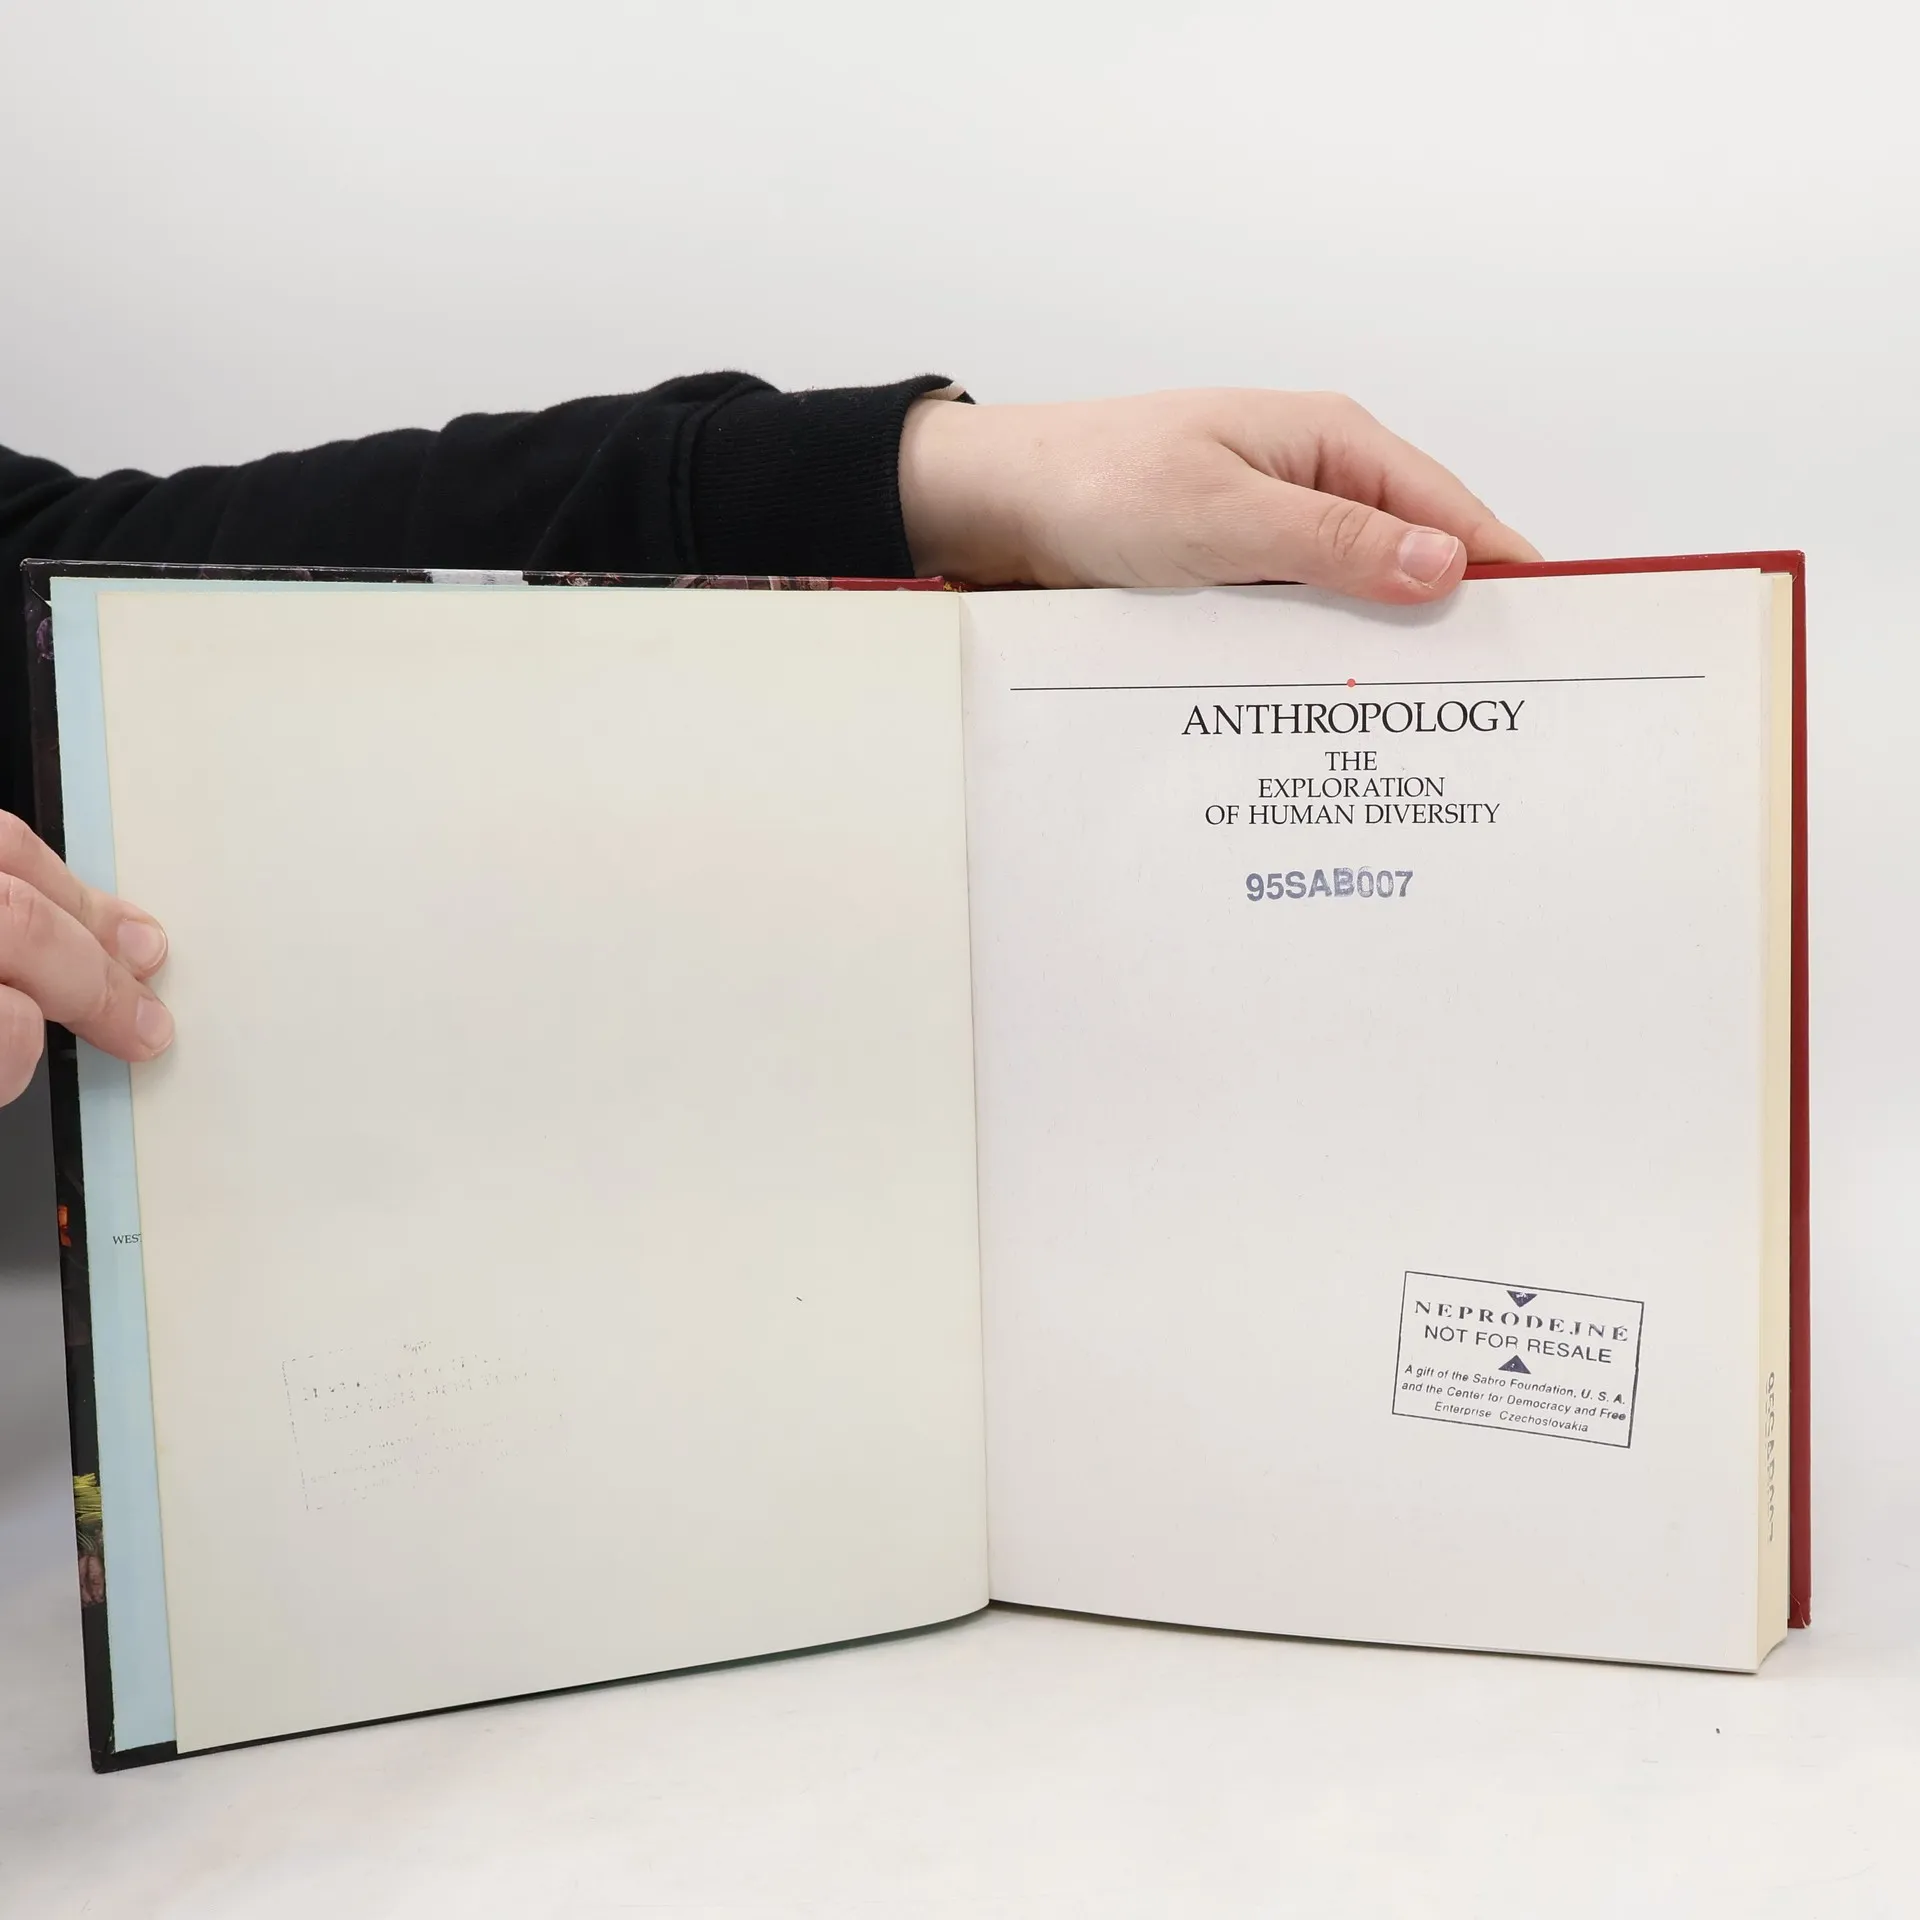 WEST
ANTHROPOLOGY
THE
EXPLORATION
OF HUMAN DIVERSITY
95SAB007
NEPRODEJNÉ
NOT FOR RESALE
A gift of the Sabro Foundation, U. S. A.
and the Center for Democracy and Free
Enterprise Czechoslovakia